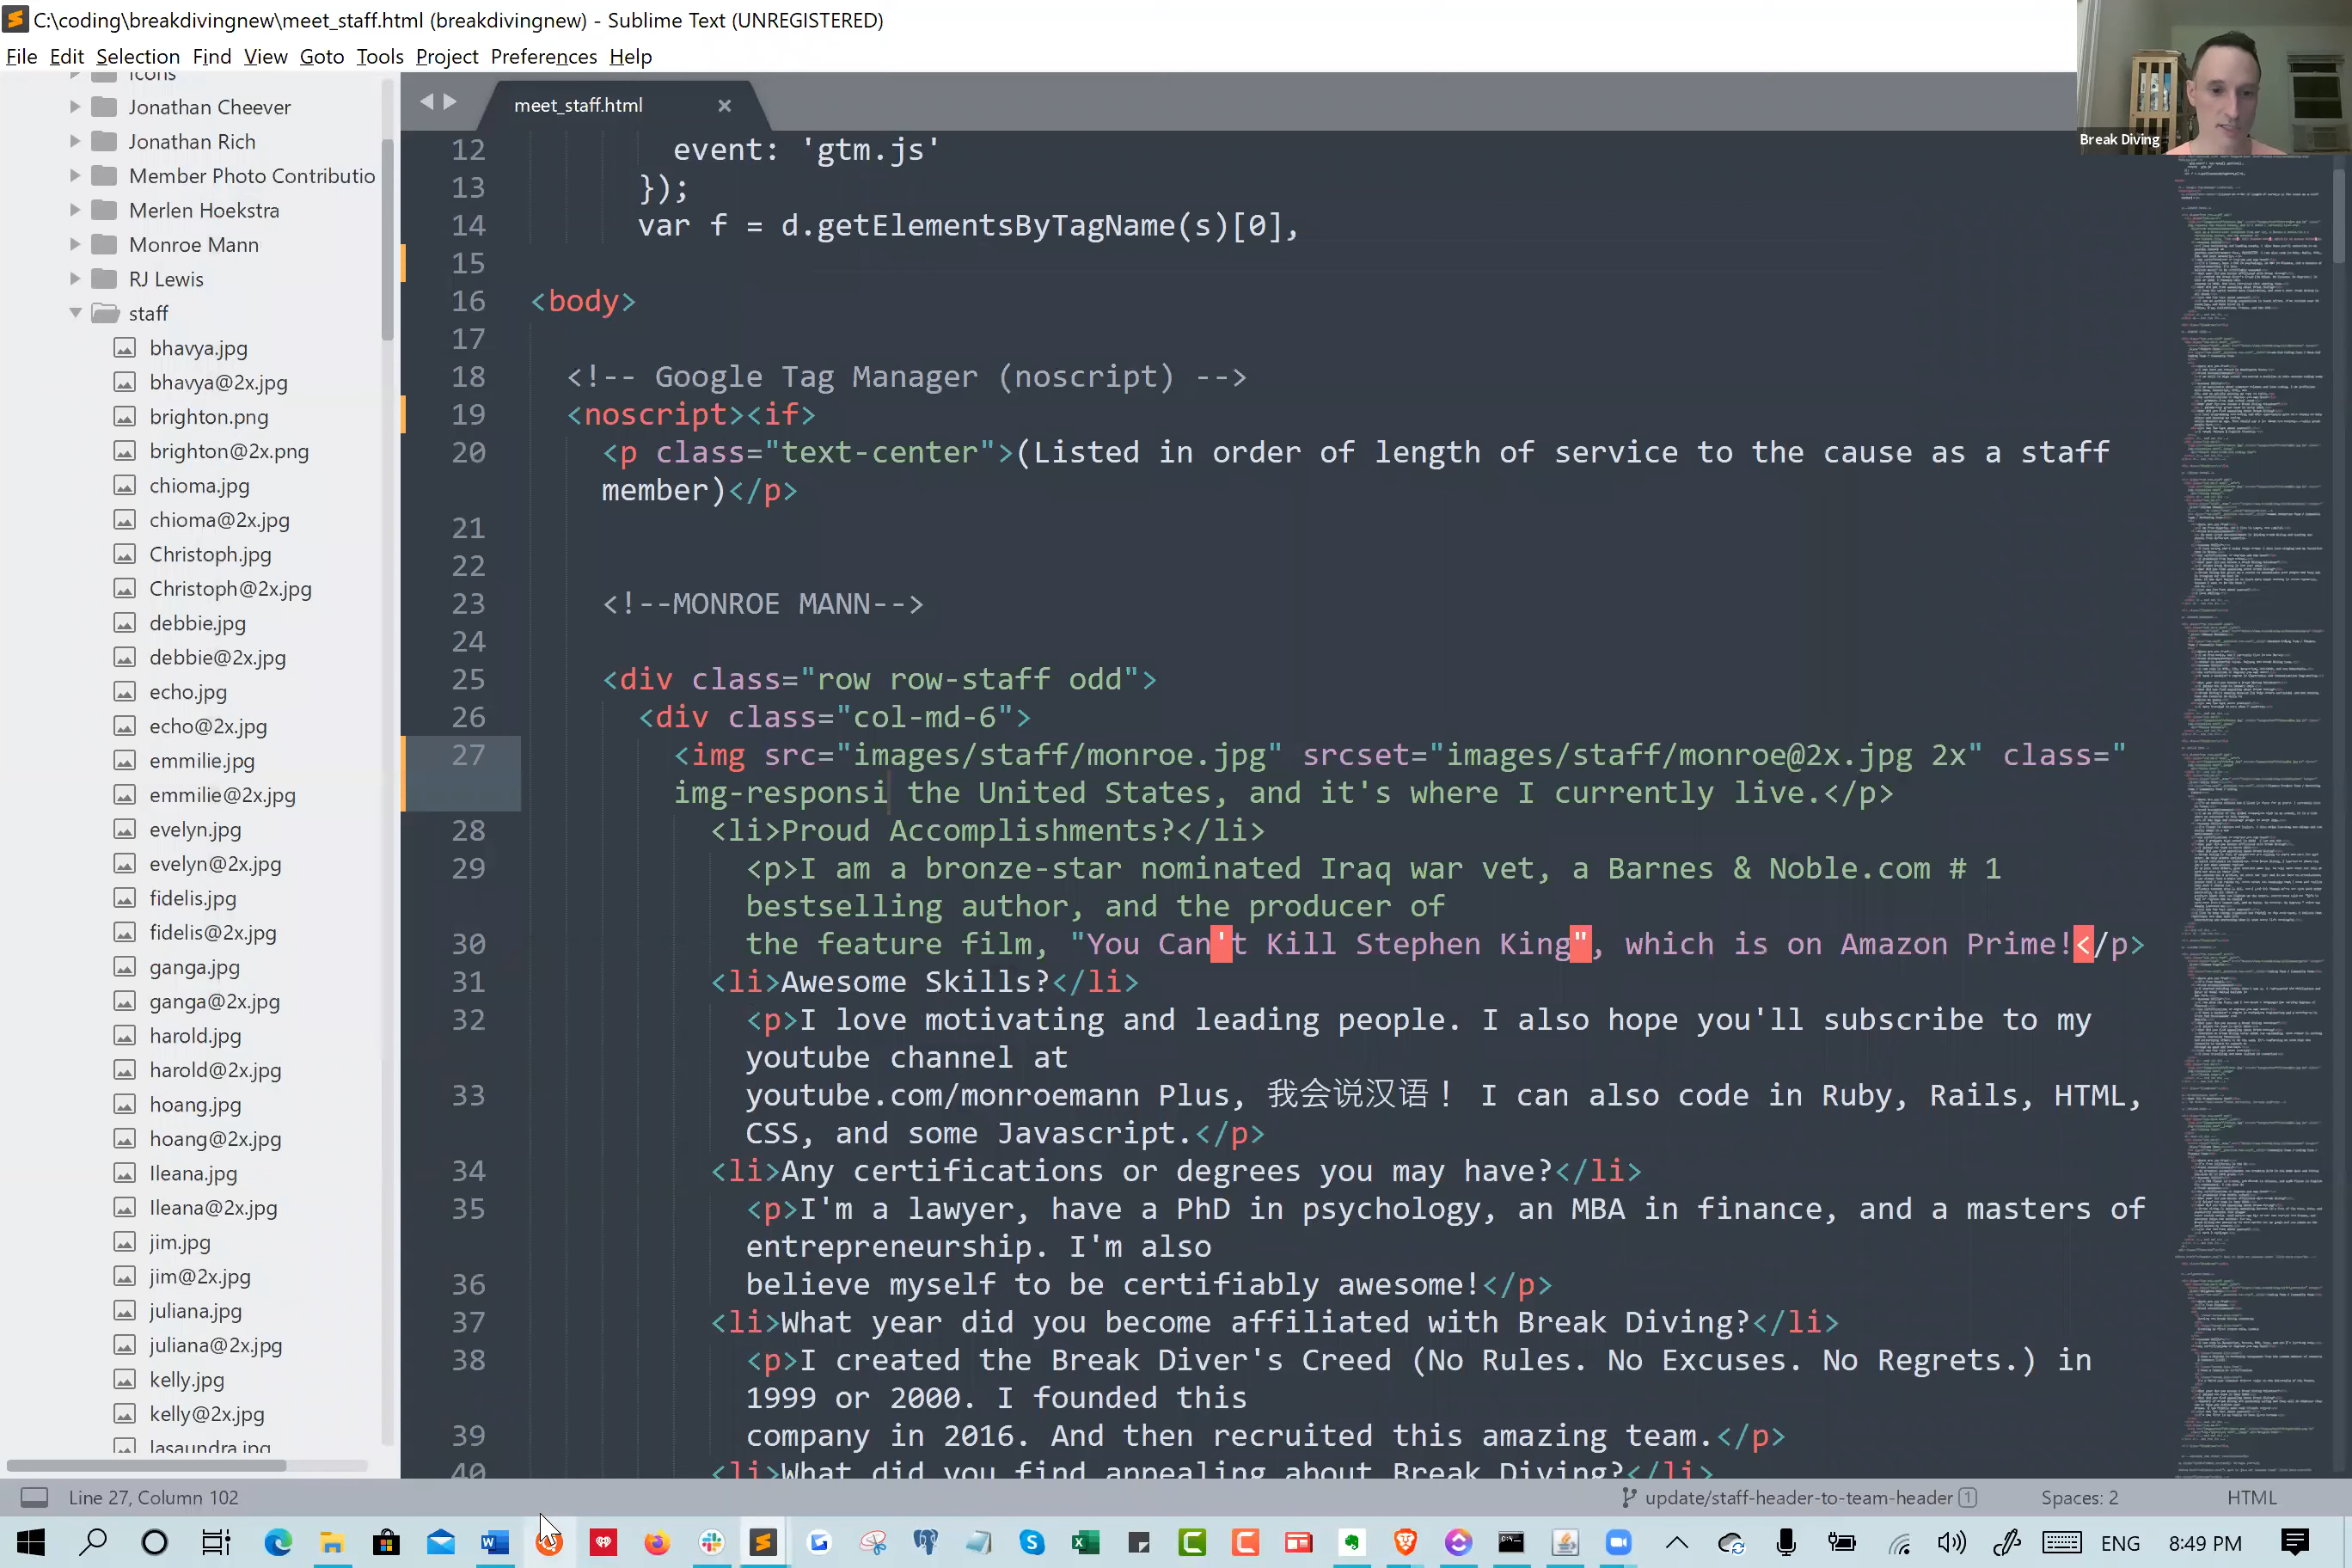 C:\coding\breakdivingnew\meet_staff.html (breakdivingnew) - Sublime Text (UNREGISTERED)
File Edit Selection Find View Goto Tools Project Preferences Help
Break Diving
icons
Jonathan Cheever
Jonathan Rich
Member Photo Contributio
Merlen Hoekstra
Monroe Mann
RJ Lewis
staff
bhavya.jpg
bhavya@2x.jpg
brighton.png
brighton@2x.png
chioma.jpg
chioma@2x.jpg
Christoph.jpg
Christoph@2x.jpg
debbie.jpg
debbie@2x.jpg
echo.jpg
echo@2x.jpg
emmilie.jpg
emmilie@2x.jpg
evelyn.jpg
evelyn@2x.jpg
fidelis.jpg
fidelis@2x.jpg
ganga.jpg
ganga@2x.jpg
harold.jpg
harold@2x.jpg
hoang.jpg
hoang@2x.jpg
Ileana.jpg
Ileana@2x.jpg
jim.jpg
jim@2x.jpg
juliana.jpg
juliana@2x.jpg
kelly.jpg
kelly@2x.jpg
lasaundra.jpg
meet_staff.html
12 event: 'gtm.js'
13 });
14 var f = d.getElementsByTagName(s)[0],
15
16 <body>
17
18 <!-- Google Tag Manager (noscript) -->
19 <noscript><if>
20 <p class="text-center">(Listed in order of length of service to the cause as a staff
member)</p>
21
22
23 <!--MONROE MANN-->
24
25 <div class="row row-staff odd">
26 <div class="col-md-6">
27 <img src="images/staff/monroe.jpg" srcset="images/staff/monroe@2x.jpg 2x" class="
img-responsi the United States, and it's where I currently live.</p>
28 <li>Proud Accomplishments?</li>
29 <p>I am a bronze-star nominated Iraq war vet, a Barnes & Noble.com # 1
bestselling author, and the producer of
30 the feature film, "You Can't Kill Stephen King", which is on Amazon Prime!</p>
31 <li>Awesome Skills?</li>
32 <p>I love motivating and leading people. I also hope you'll subscribe to my
youtube channel at
33 youtube.com/monroemann Plus, 我会说汉语！ I can also code in Ruby, Rails, HTML,
CSS, and some Javascript.</p>
34 <li>Any certifications or degrees you may have?</li>
35 <p>I'm a lawyer, have a PhD in psychology, an MBA in finance, and a masters of
entrepreneurship. I'm also
36 believe myself to be certifiably awesome!</p>
37 <li>What year did you become affiliated with Break Diving?</li>
38 <p>I created the Break Diver's Creed (No Rules. No Excuses. No Regrets.) in
1999 or 2000. I founded this
39 company in 2016. And then recruited this amazing team.</p>
40 <li>What did you find appealing about Break Diving?</li>
Line 27, Column 102
update/staff-header-to-team-header 1
Spaces: 2
HTML
ENG
8:49 PM